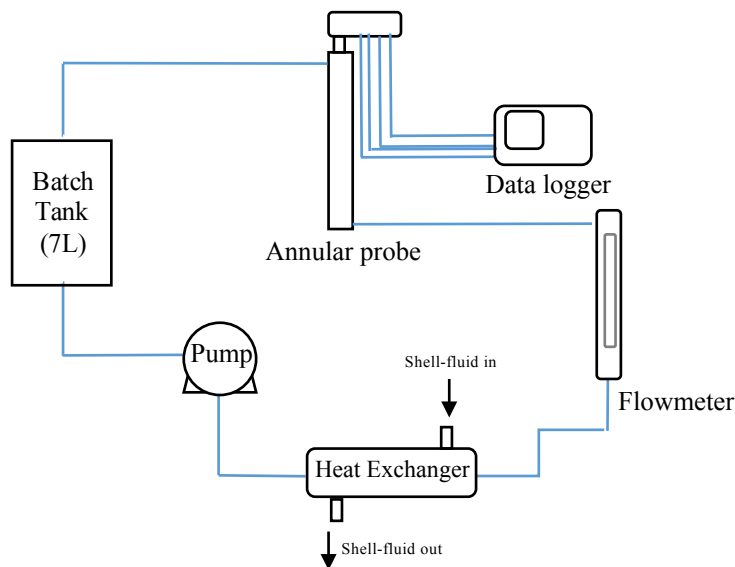 Batch
Tank
(7L)
Data logger
Annular probe
Pump
Shell-fluid in
Flowmeter
Heat Exchanger
Shell-fluid out